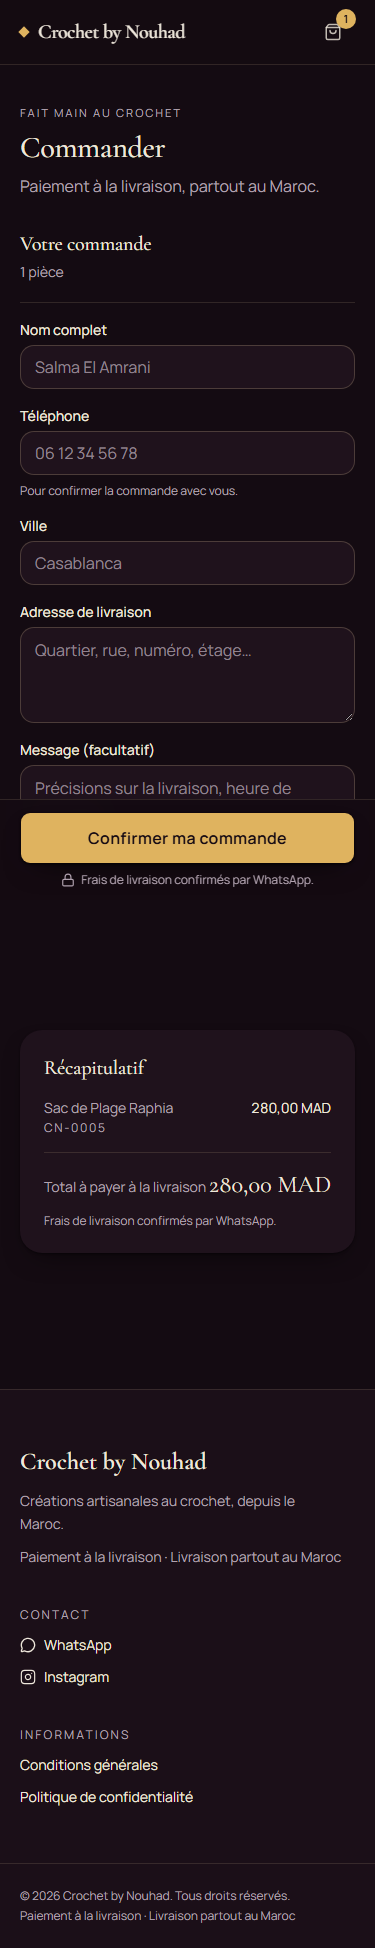 Crochet by Nouhad
1
FAIT MAIN AU CROCHET
Commander
Paiement à la livraison, partout au Maroc.
Votre commande
1 pièce
Nom complet
Salma El Amrani
Téléphone
06 12 34 56 78
Pour confirmer la commande avec vous.
Ville
Casablanca
Adresse de livraison
Quartier, rue, numéro, étage…
Message (facultatif)
Précisions sur la livraison, heure de
Confirmer ma commande
Frais de livraison confirmés par WhatsApp.
Récapitulatif
Sac de Plage Raphia 280,00 MAD
CN-0005
Total à payer à la livraison 280,00 MAD
Frais de livraison confirmés par WhatsApp.
Crochet by Nouhad
Créations artisanales au crochet, depuis le
Maroc.
Paiement à la livraison · Livraison partout au Maroc
CONTACT
WhatsApp
Instagram
INFORMATIONS
Conditions générales
Politique de confidentialité
© 2026 Crochet by Nouhad. Tous droits réservés.
Paiement à la livraison · Livraison partout au Maroc